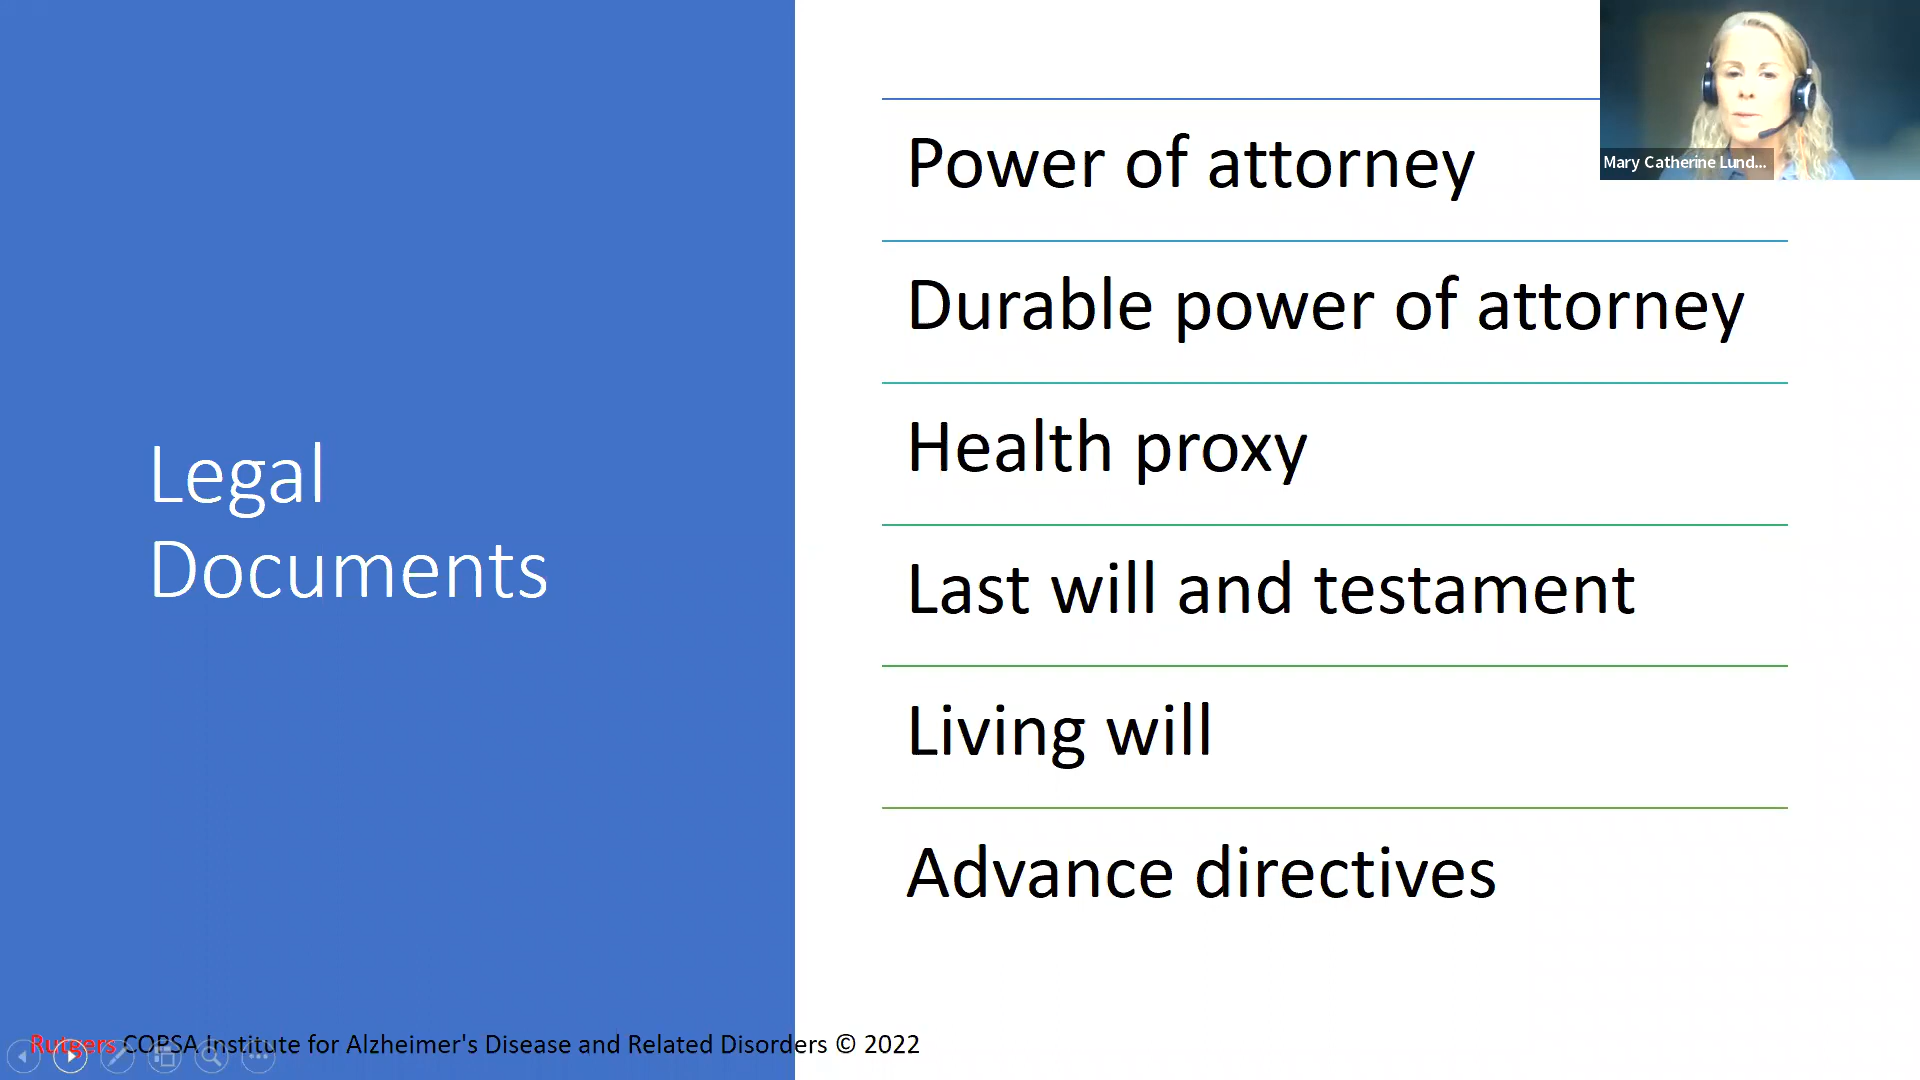 Legal
Documents
Power of attorney
Durable power of attorney
Health proxy
Last will and testament
Living will
Advance directives
Mary Catherine Lund...
Rutgers COPSA Institute for Alzheimer's Disease and Related Disorders © 2022